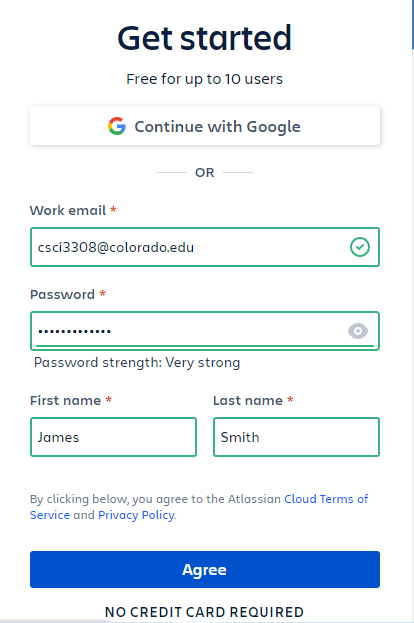 Get started
Free for up to 10 users
Continue with Google
OR
Work email *
csci3308@colorado.edu
Password *
•••••••••••••
Password strength: Very strong
First name * Last name *
James Smith
By clicking below, you agree to the Atlassian Cloud Terms of
Service and Privacy Policy.
Agree
NO CREDIT CARD REQUIRED